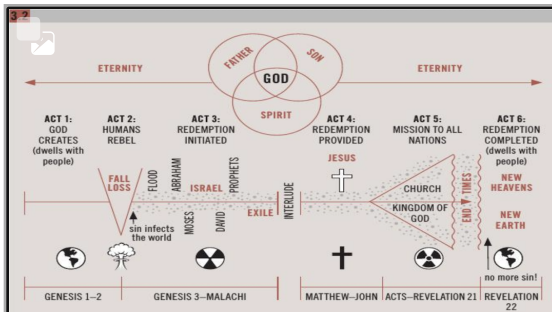 3.2
FATHER
SON
GOD
SPIRIT
ETERNITY
ETERNITY
ACT 1:
GOD
CREATES
(dwells with
people)
ACT 2:
HUMANS
REBEL
ACT 3:
REDEMPTION
INITIATED
ACT 4:
REDEMPTION
PROVIDED
ACT 5:
MISSION TO ALL
NATIONS
ACT 6:
REDEMPTION
COMPLETED
(dwells with
people)
FALL
LOSS
FLOOD
ABRAHAM
ISRAEL
PROPHETS
MOSES
DAVID
EXILE
INTERLUDE
sin infects
the world
JESUS
CHURCH
KINGDOM OF
GOD
END TIMES
NEW
HEAVENS
NEW
EARTH
no more sin!
GENESIS 1–2
GENESIS 3–MALACHI
MATTHEW–JOHN
ACTS–REVELATION 21
REVELATION
22